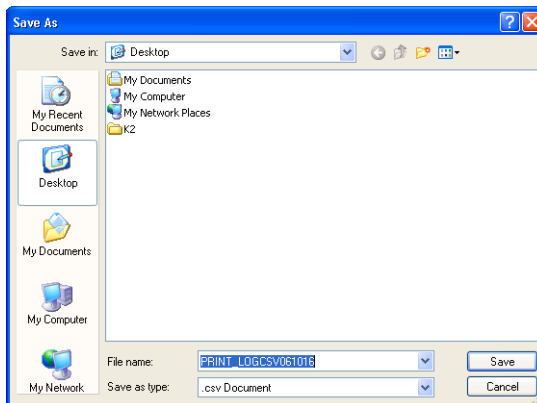 Save As
Save in:
Desktop
My Recent
Documents
Desktop
My Documents
My Computer
My Network
My Documents
My Computer
My Network Places
K2
File name:
PRINT_LOGCSV061016
Save
Save as type:
.csv Document
Cancel